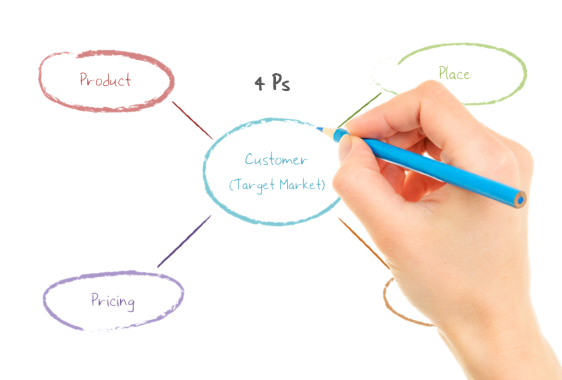 4 Ps
Product
Place
Customer
(Target Market)
Pricing